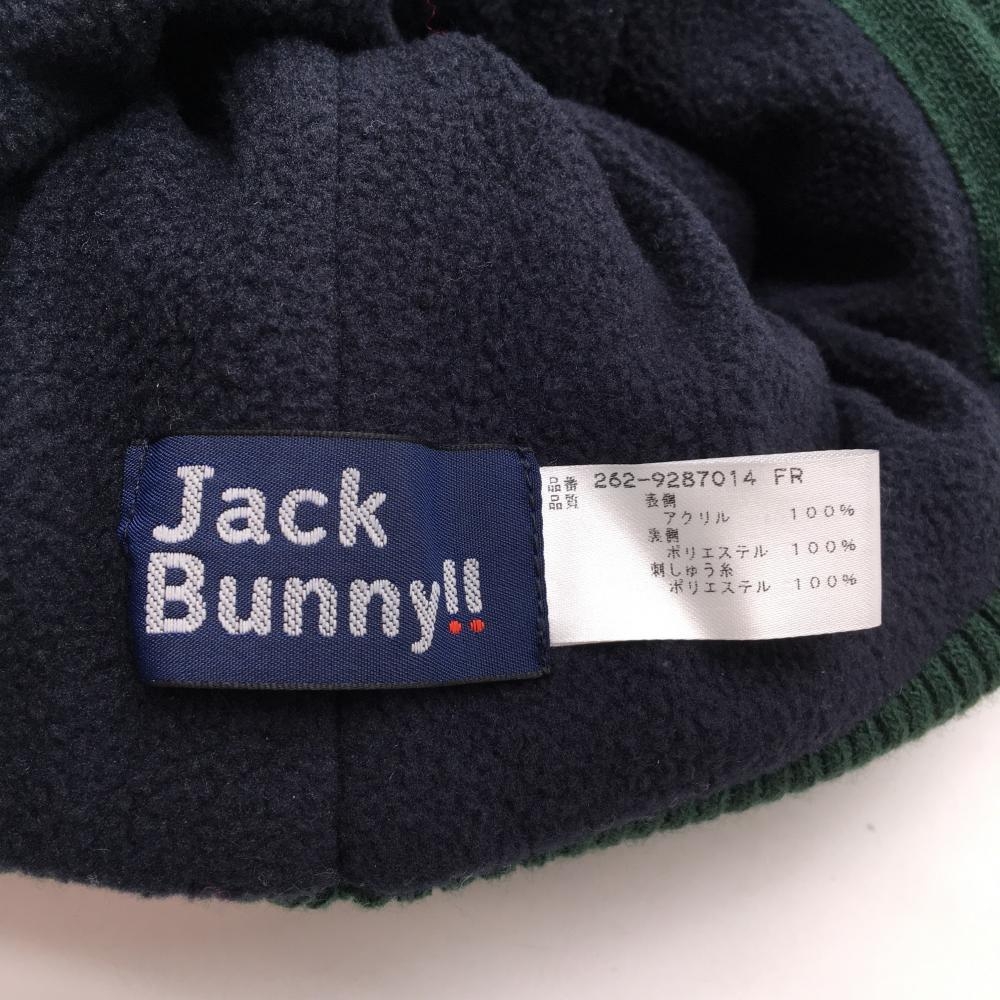 Jack
Bunny!!
品番 262-9287014 FR
品質 表側
アクリル 100%
裏側
ポリエステル 100%
刺しゅう糸
ポリエステル 100%